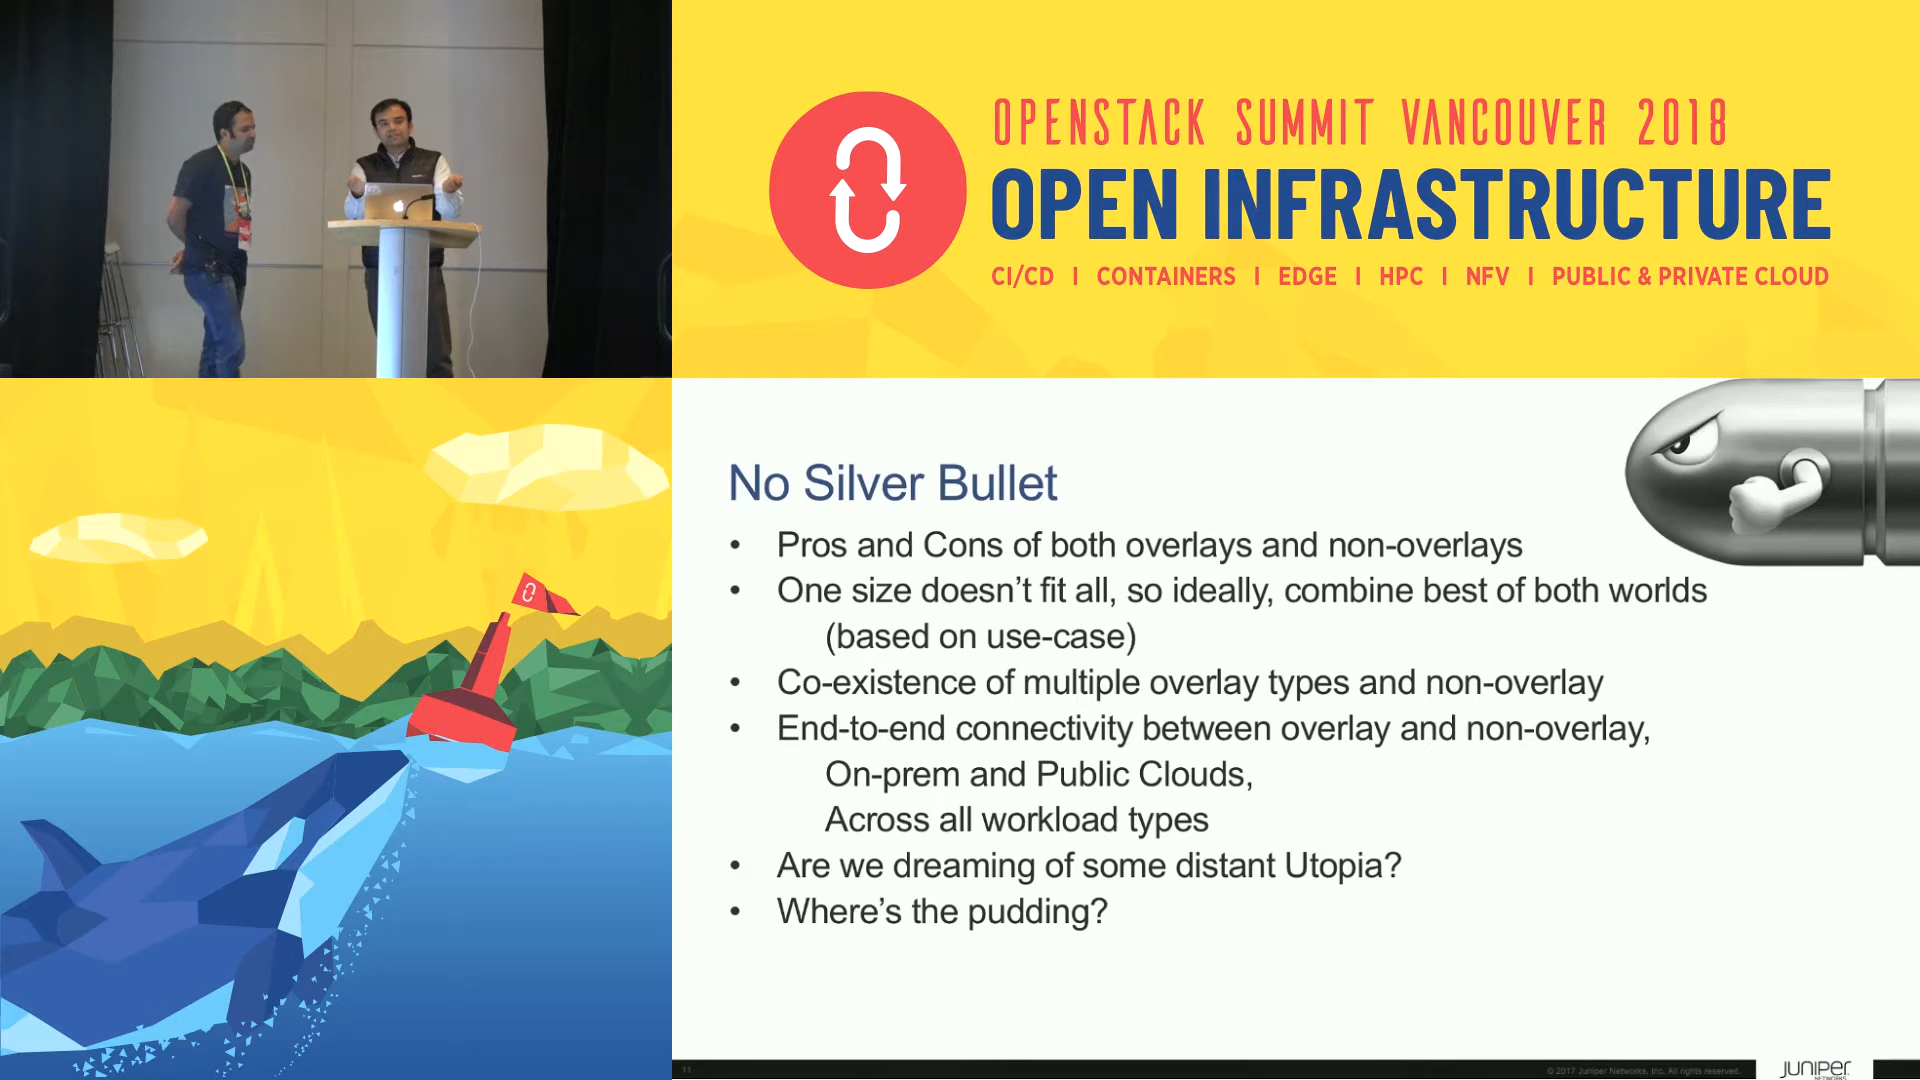 OPENSTACK SUMMIT VANCOUVER 2018
OPEN INFRASTRUCTURE
CI/CD | CONTAINERS | EDGE | HPC | NFV | PUBLIC & PRIVATE CLOUD
No Silver Bullet
• Pros and Cons of both overlays and non-overlays
• One size doesn't fit all, so ideally, combine best of both worlds
(based on use-case)
• Co-existence of multiple overlay types and non-overlay
• End-to-end connectivity between overlay and non-overlay,
On-prem and Public Clouds,
Across all workload types
• Are we dreaming of some distant Utopia?
• Where's the pudding?
11
© 2017 Juniper Networks, Inc. All rights reserved.
JUNIPER
NETWORKS